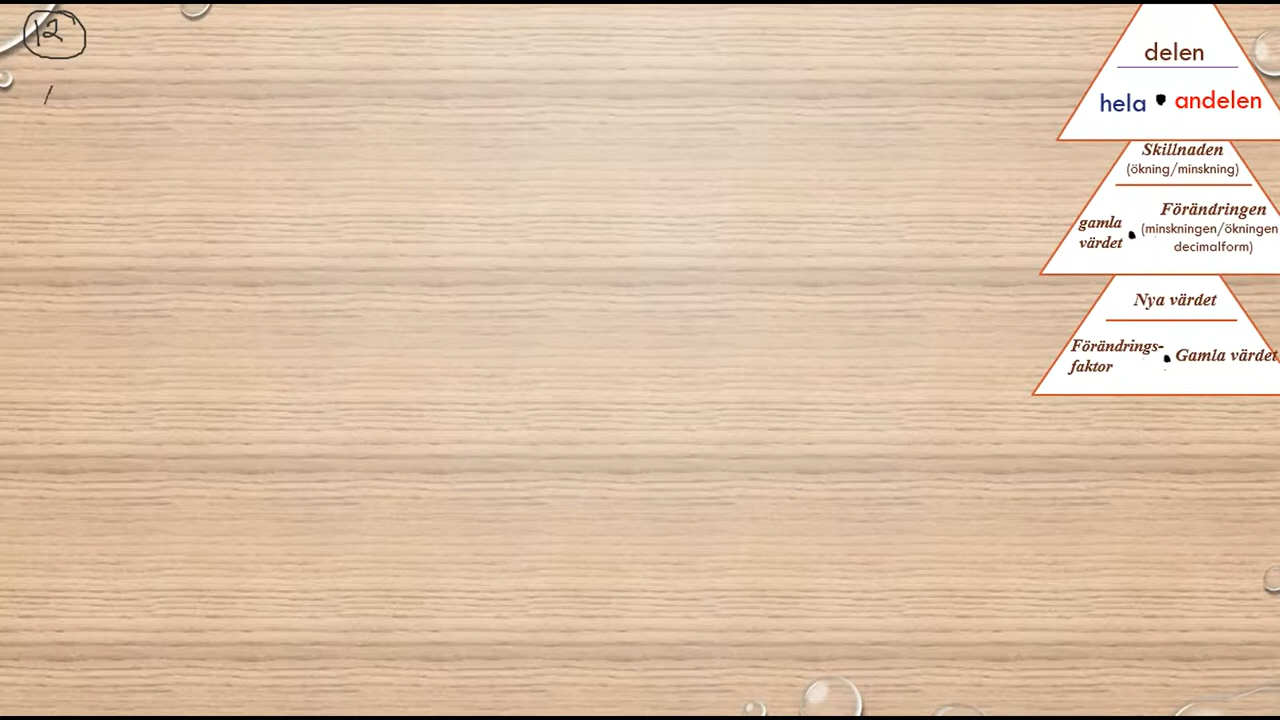 12
delen
hela • andelen
Skillnaden
(ökning/minskning)
gamla värdet • Förändringen
(minskningen/ökningen
decimalform)
Nya värdet
Förändrings-
faktor • Gamla värdet